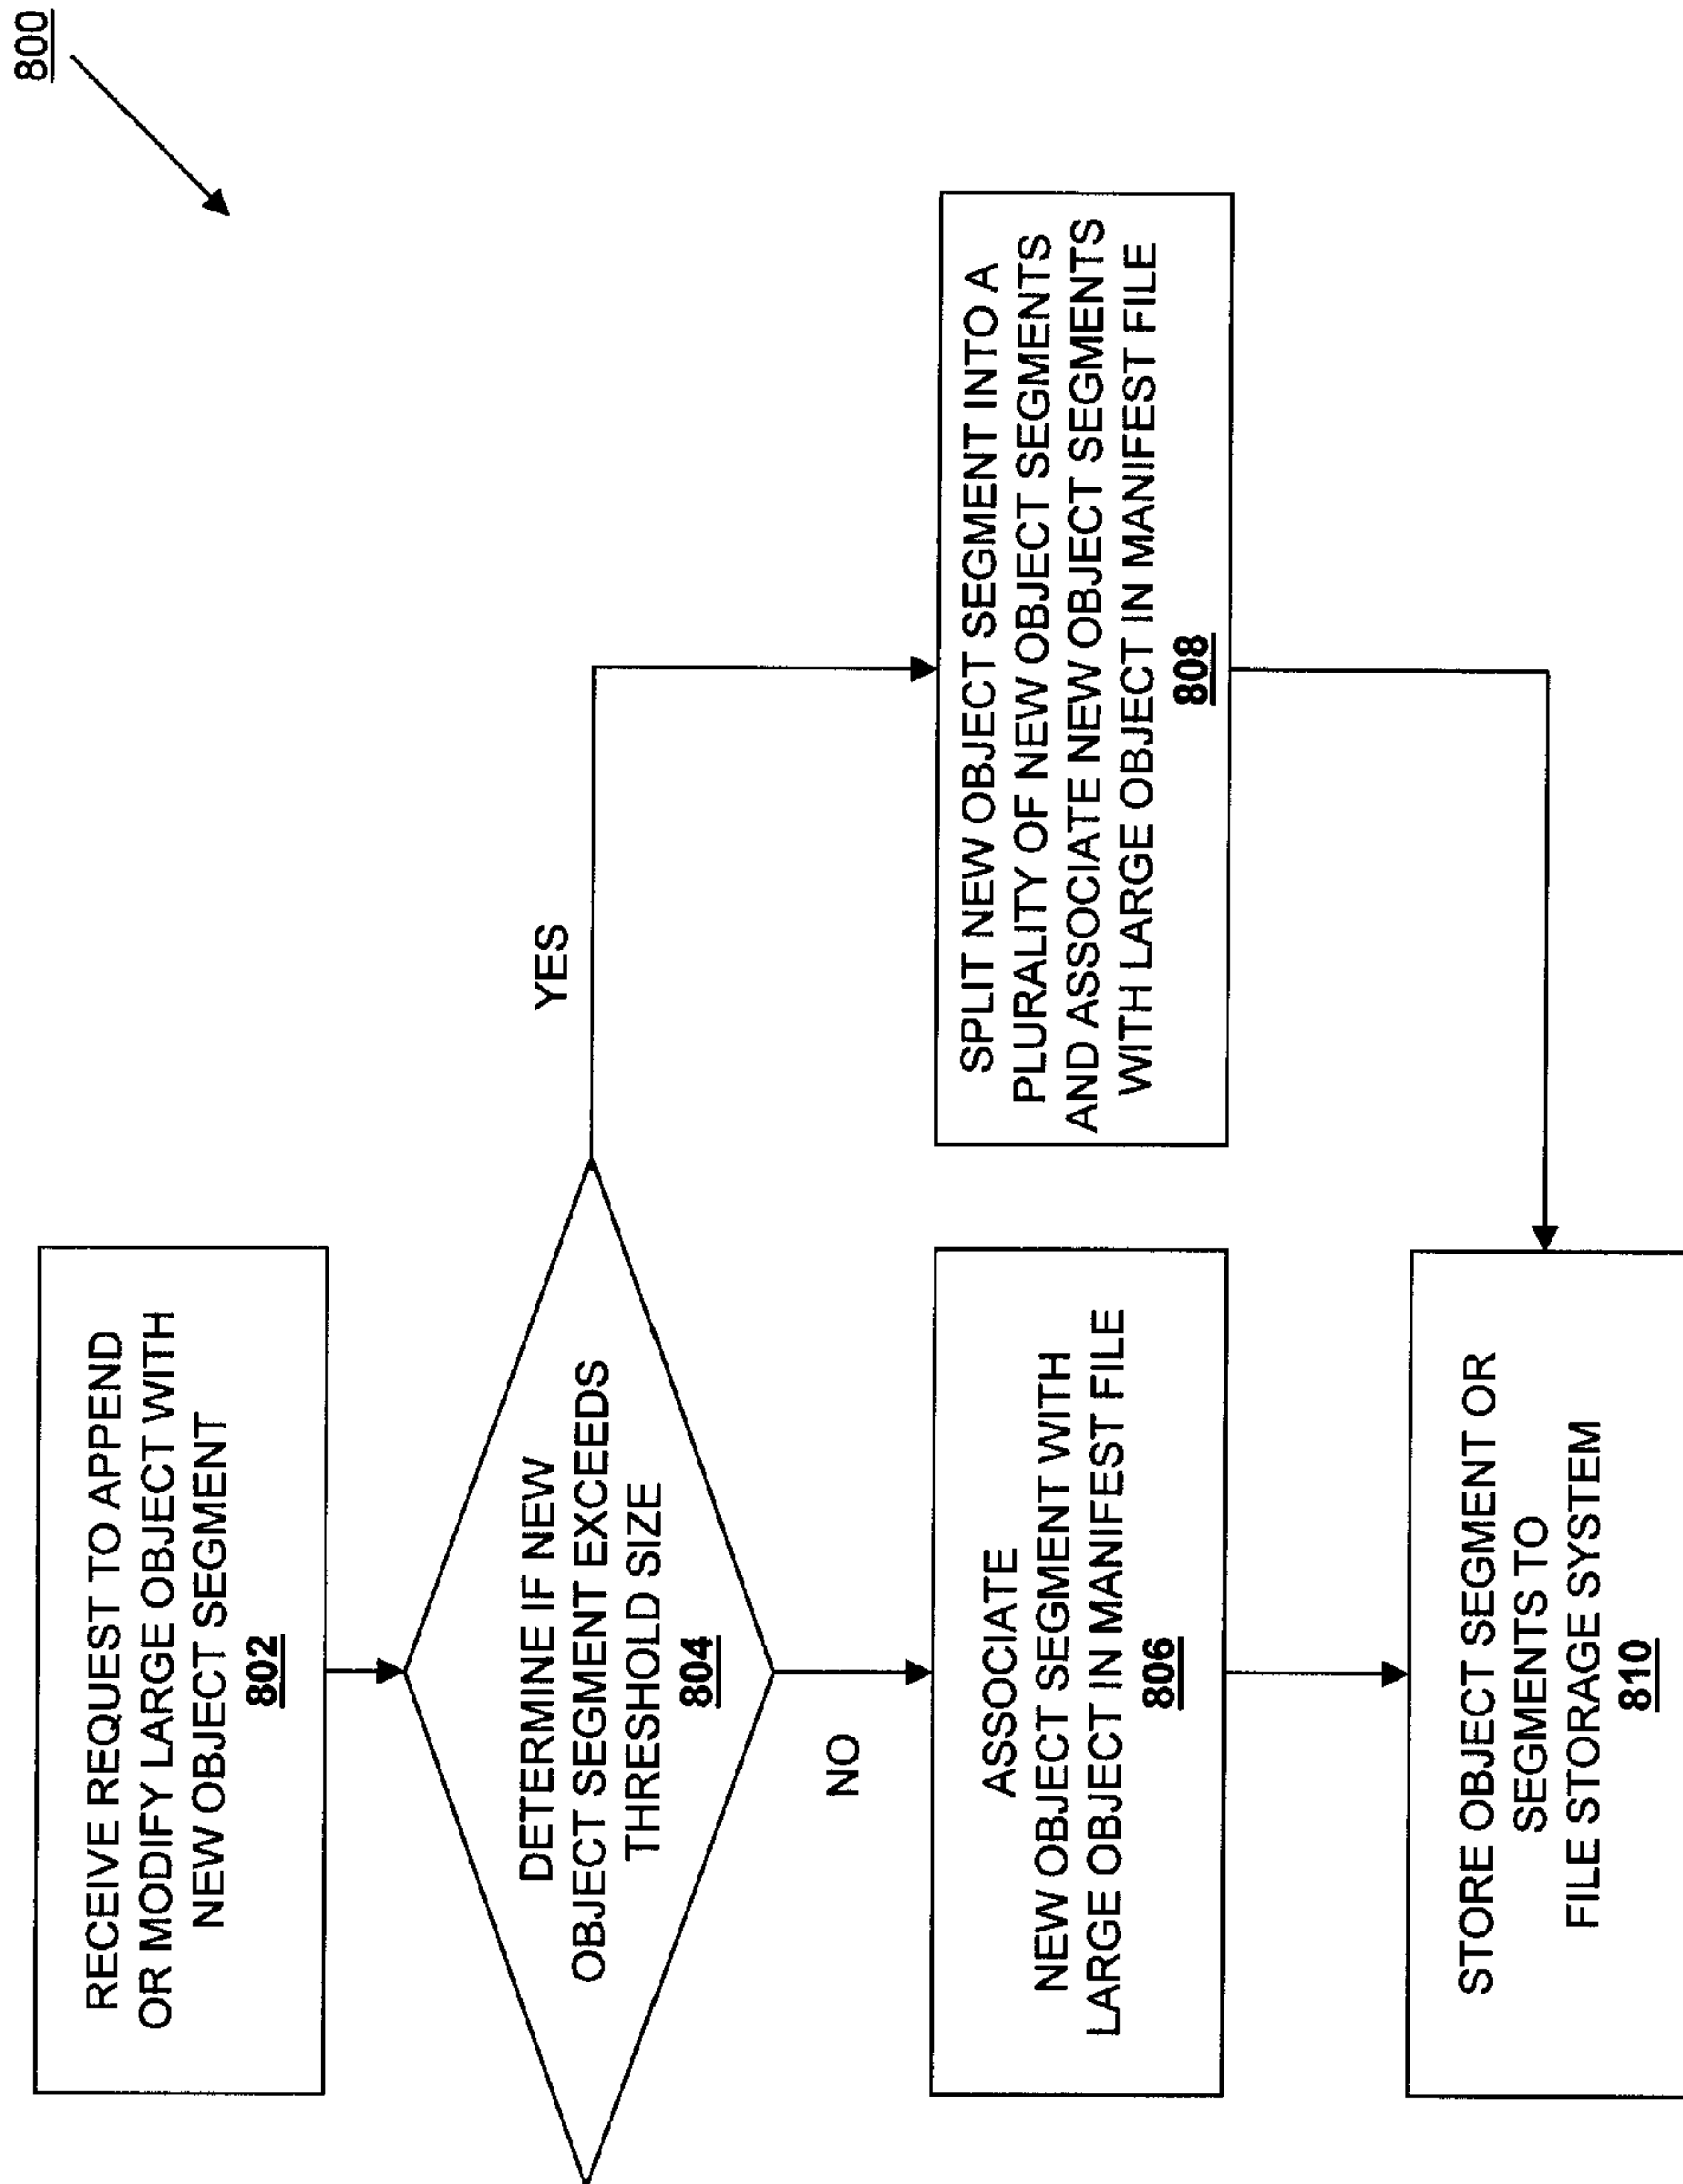 800
RECEIVE REQUEST TO APPEND
OR MODIFY LARGE OBJECT WITH
NEW OBJECT SEGMENT
802
DETERMINE IF NEW
OBJECT SEGMENT EXCEEDS
THRESHOLD SIZE
804
YES
NO
ASSOCIATE
NEW OBJECT SEGMENT WITH
LARGE OBJECT IN MANIFEST FILE
806
SPLIT NEW OBJECT SEGMENT INTO A
PLURALITY OF NEW OBJECT SEGMENTS
AND ASSOCIATE NEW OBJECT SEGMENTS
WITH LARGE OBJECT IN MANIFEST FILE
808
STORE OBJECT SEGMENT OR
SEGMENTS TO
FILE STORAGE SYSTEM
810